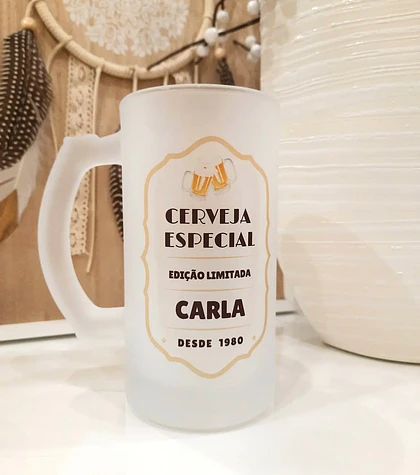 CERVEJA
ESPECIAL
EDIÇÃO LIMITADA
CARLA
DESDE 1980